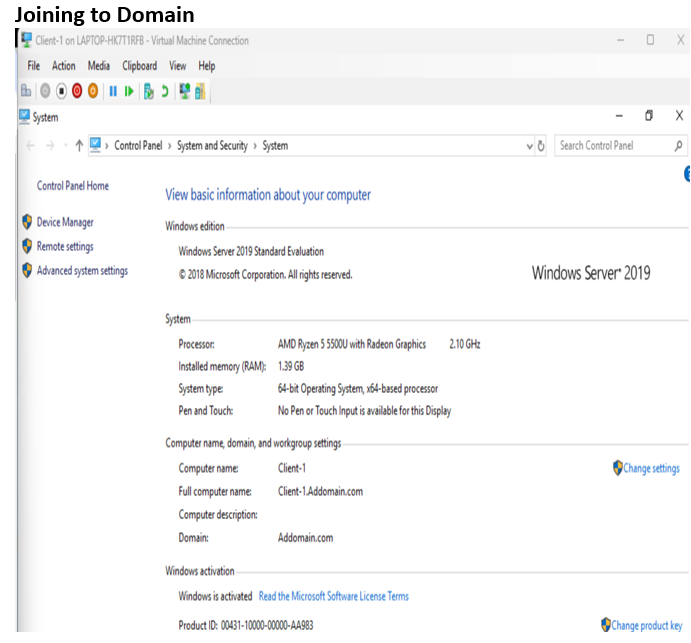 Joining to Domain
Client-1 on LAPTOP-HK7T1RFB - Virtual Machine Connection
File Action Media Clipboard View Help
System
Control Panel > System and Security > System
Search Control Panel
Control Panel Home
Device Manager
Remote settings
Advanced system settings
View basic information about your computer
Windows edition
Windows Server 2019 Standard Evaluation
© 2018 Microsoft Corporation. All rights reserved.
Windows Server 2019
System
Processor: AMD Ryzen 5 5500U with Radeon Graphics 2.10 GHz
Installed memory (RAM): 1.39 GB
System type: 64-bit Operating System, x64-based processor
Pen and Touch: No Pen or Touch Input is available for this Display
Computer name, domain, and workgroup settings
Computer name: Client-1
Change settings
Full computer name: Client-1.Addomain.com
Computer description:
Domain: Addomain.com
Windows activation
Windows is activated Read the Microsoft Software License Terms
Product ID: 00431-10000-00000-AA983
Change product key